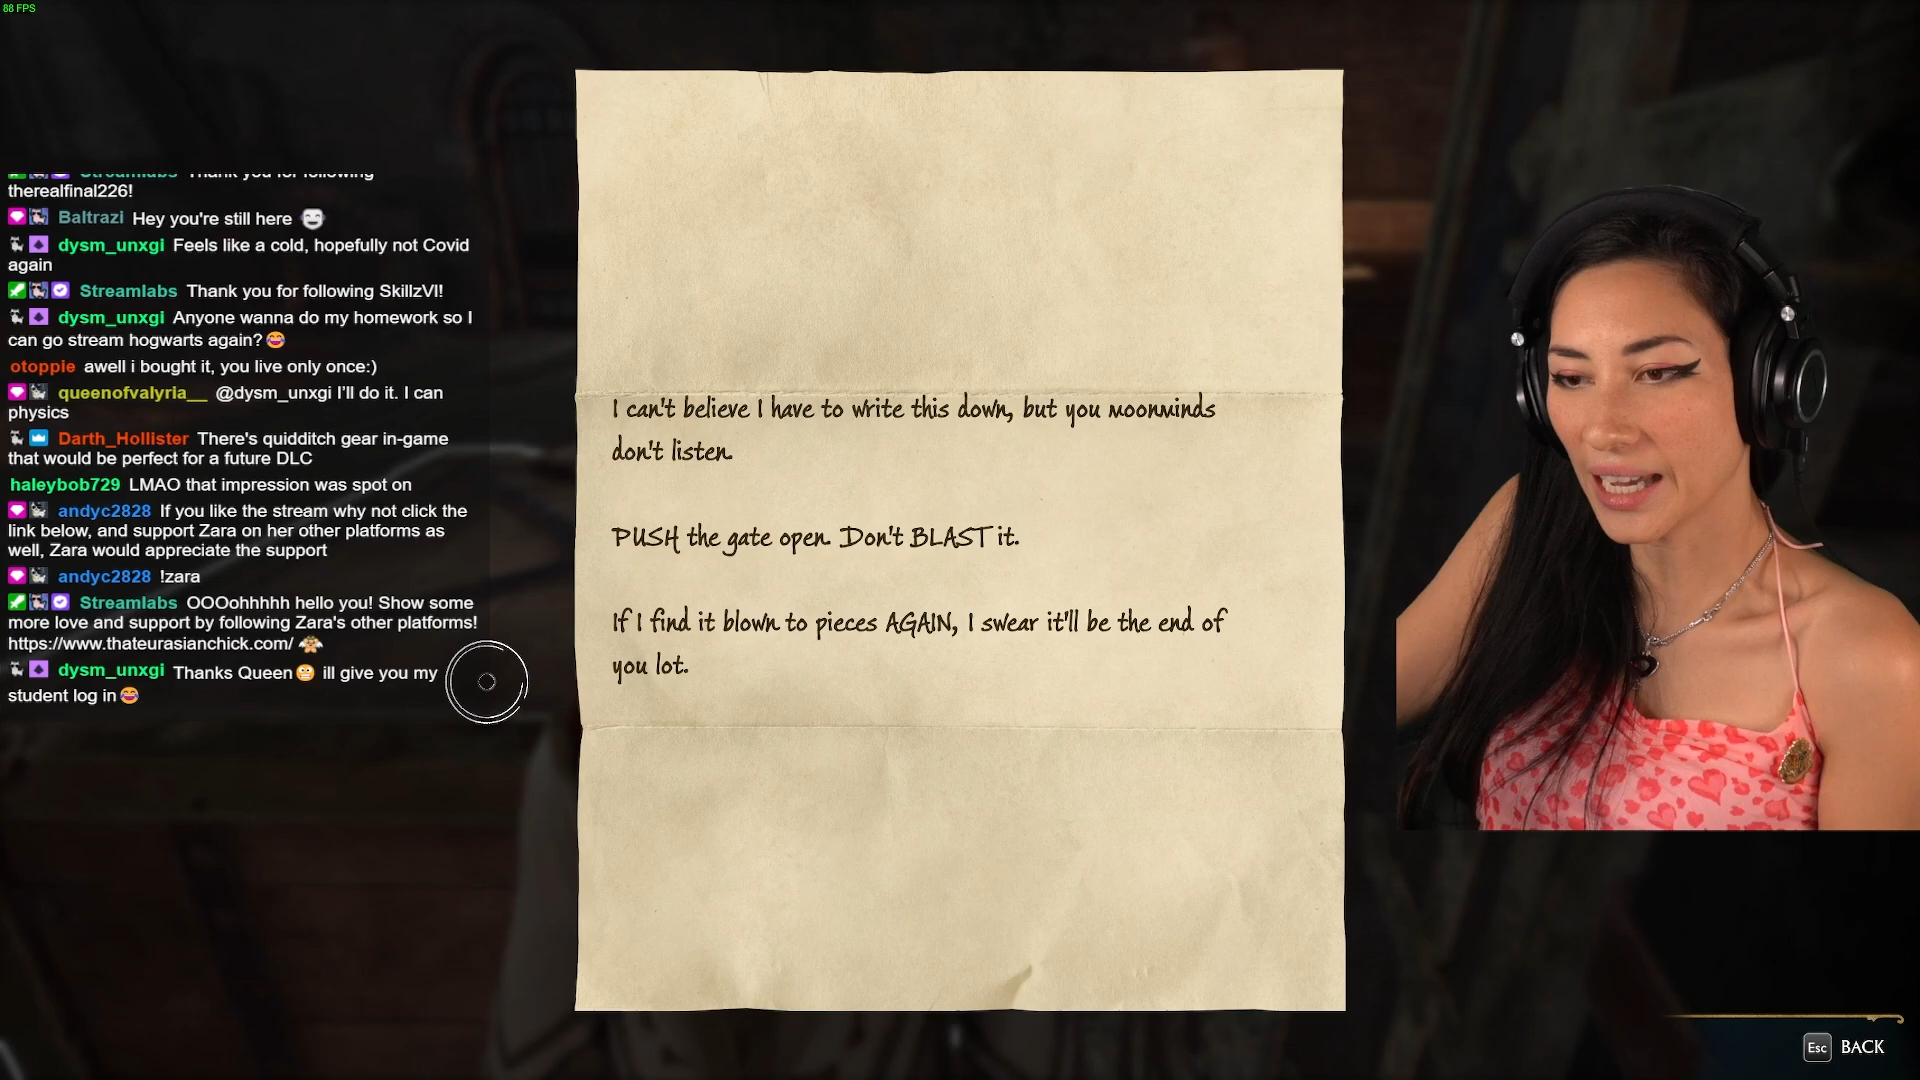 88 FPS
Streamlabs Thank you for following
therealfinal226!
Baltrazi Hey you're still here
dysm_unxgi Feels like a cold, hopefully not Covid
again
Streamlabs Thank you for following SkillzVI!
dysm_unxgi Anyone wanna do my homework so I
can go stream hogwarts again?😂
otoppie awell i bought it, you live only once:)
queenofvalyria__ @dysm_unxgi I'll do it. I can
physics
Darth_Hollister There's quidditch gear in-game
that would be perfect for a future DLC
haleybob729 LMAO that impression was spot on
andyc2828 If you like the stream why not click the
link below, and support Zara on her other platforms as
well, Zara would appreciate the support
andyc2828 !zara
Streamlabs OOOohhhhh hello you! Show some
more love and support by following Zara's other platforms!
https://www.thateurasianchick.com/
dysm_unxgi Thanks Queen😬 ill give you my
student log in😂
I can't believe I have to write this down, but you moonminds
don't listen.
PUSH the gate open. Don't BLAST it.
If I find it blown to pieces AGAIN, I swear it'll be the end of
you lot.
Esc BACK